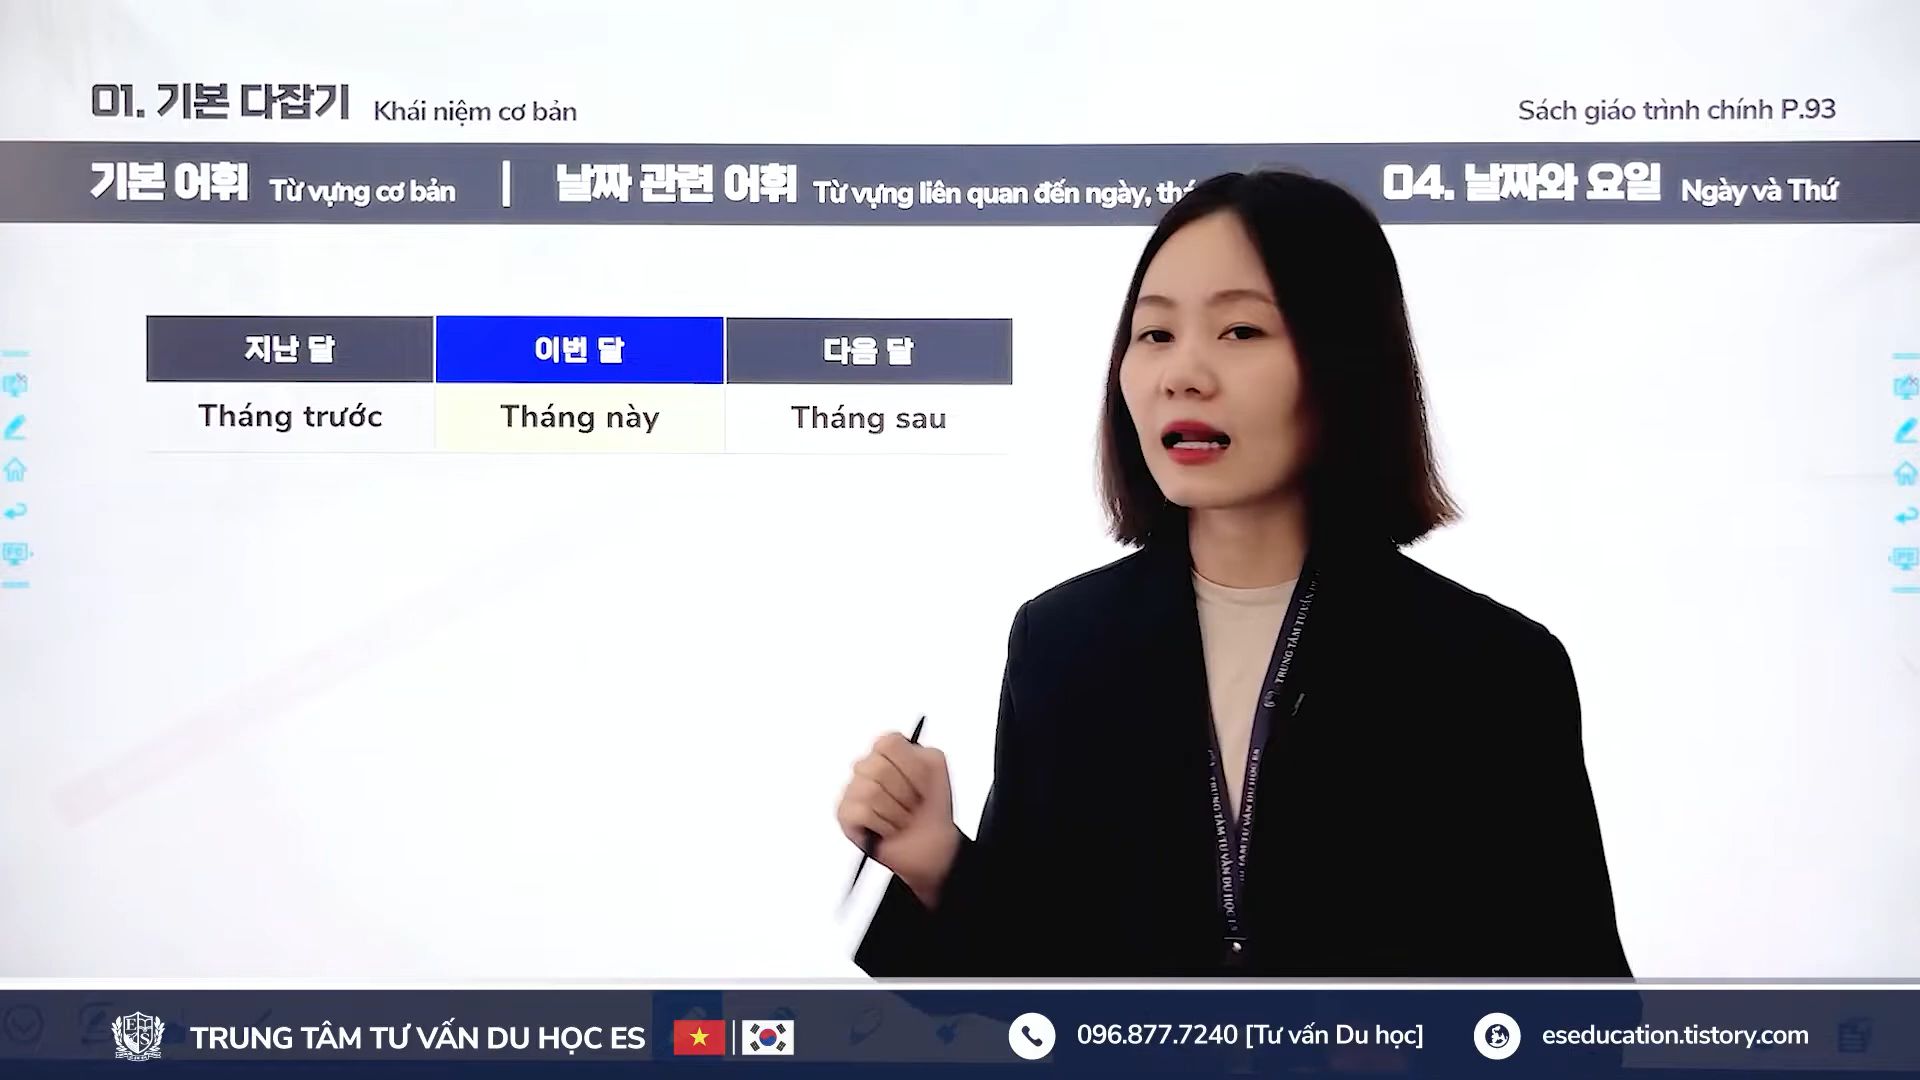 01. 기본 다잡기 Khái niệm cơ bản
Sách giáo trình chính P.93
기본 어휘 Từ vựng cơ bản | 날짜 관련 어휘 Từ vựng liên quan đến ngày,
04. 날짜와 요일 Ngày và Thứ
지난 달 이번 달 다음 달
Tháng trước Tháng này Tháng sau
TRUNG TÂM TƯ VẤN DU HỌC ES
096.877.7240 [Tư vấn Du học]
eseducation.tistory.com